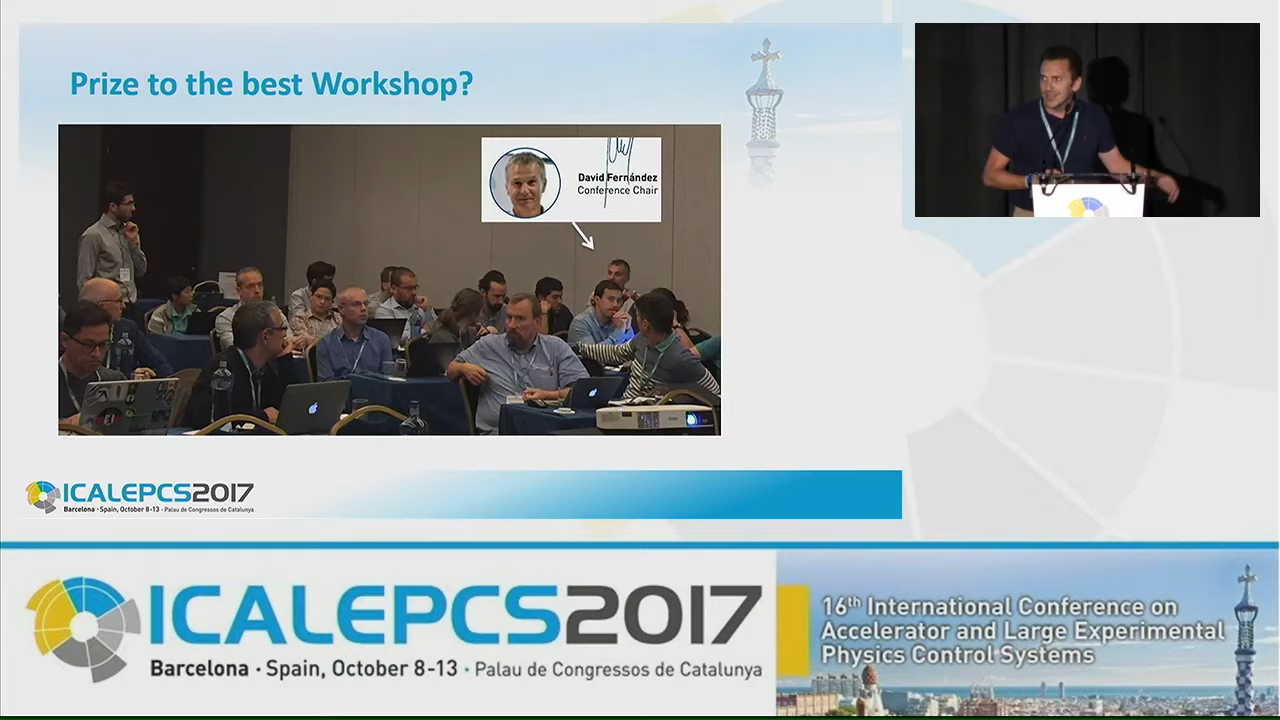 Prize to the best Workshop?
David Fernández
Conference Chair
ICALEPCS2017
Barcelona · Spain, October 8-13 · Palau de Congressos de Catalunya
ICALEPCS2017
Barcelona · Spain, October 8-13 · Palau de Congressos de Catalunya
16th International Conference on
Accelerator and Large Experimental
Physics Control Systems